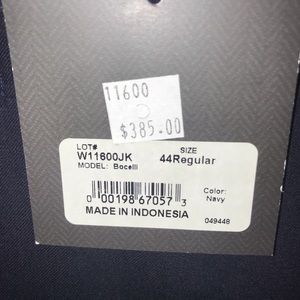 11600
$385.00
LOT#
W11600JK
MODEL: Bocelli
SIZE
44Regular
Color:
Navy
0 00198 67057 3
MADE IN INDONESIA
049448